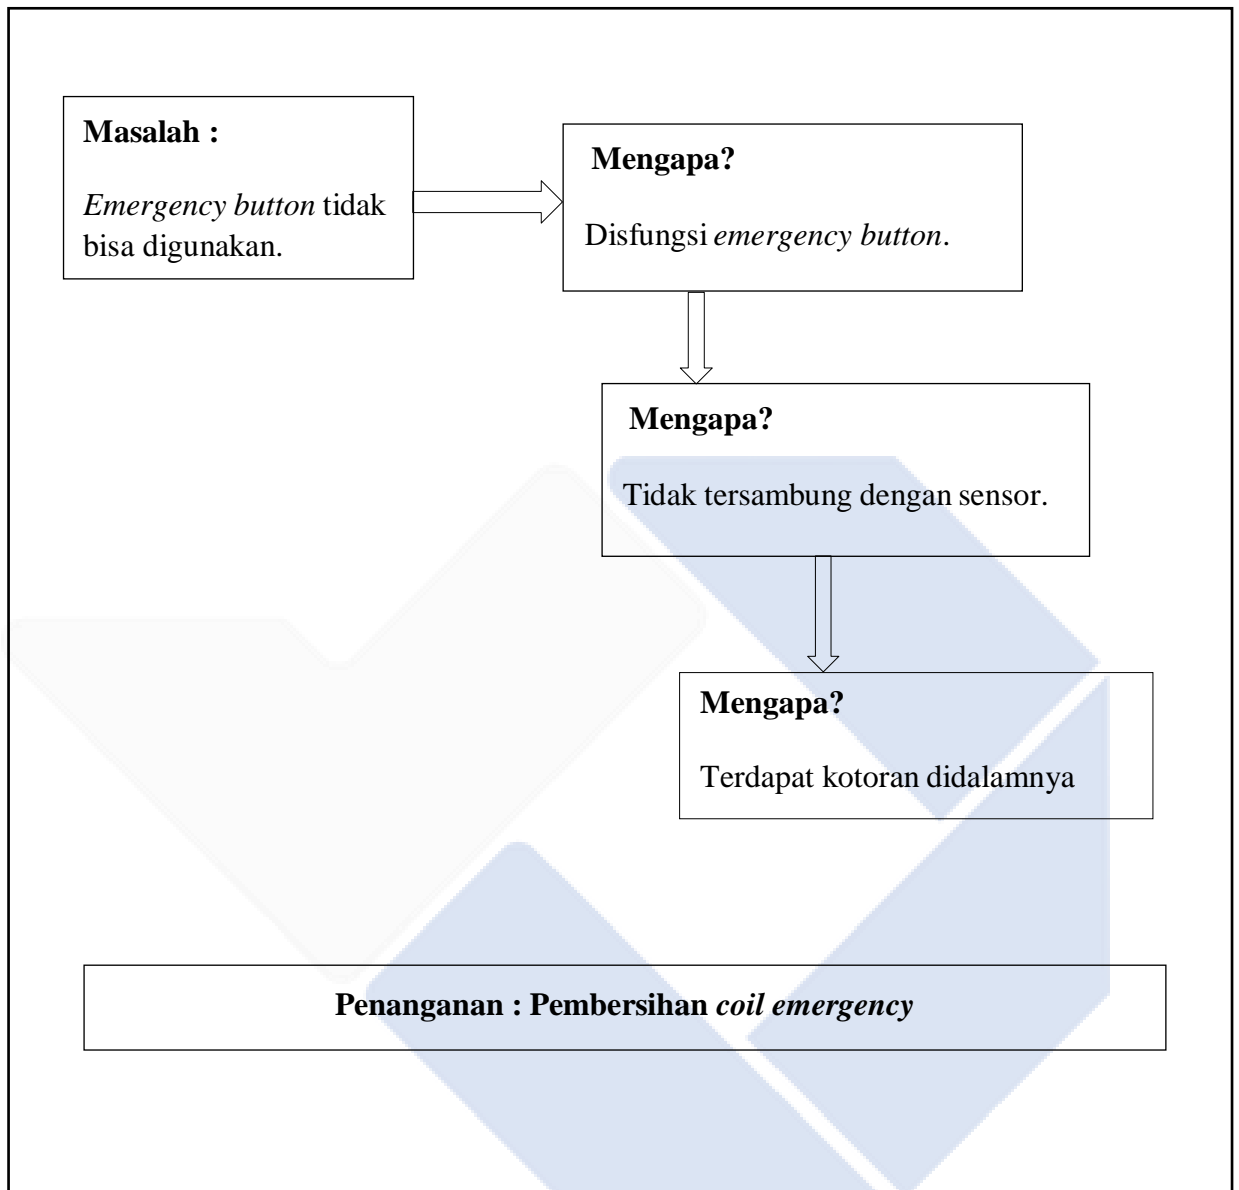 Masalah :
Emergency button tidak
bisa digunakan.
Mengapa?
Disfungsi emergency button.
Mengapa?
Tidak tersambung dengan sensor.
Mengapa?
Terdapat kotoran didalamnya
Penanganan : Pembersihan coil emergency